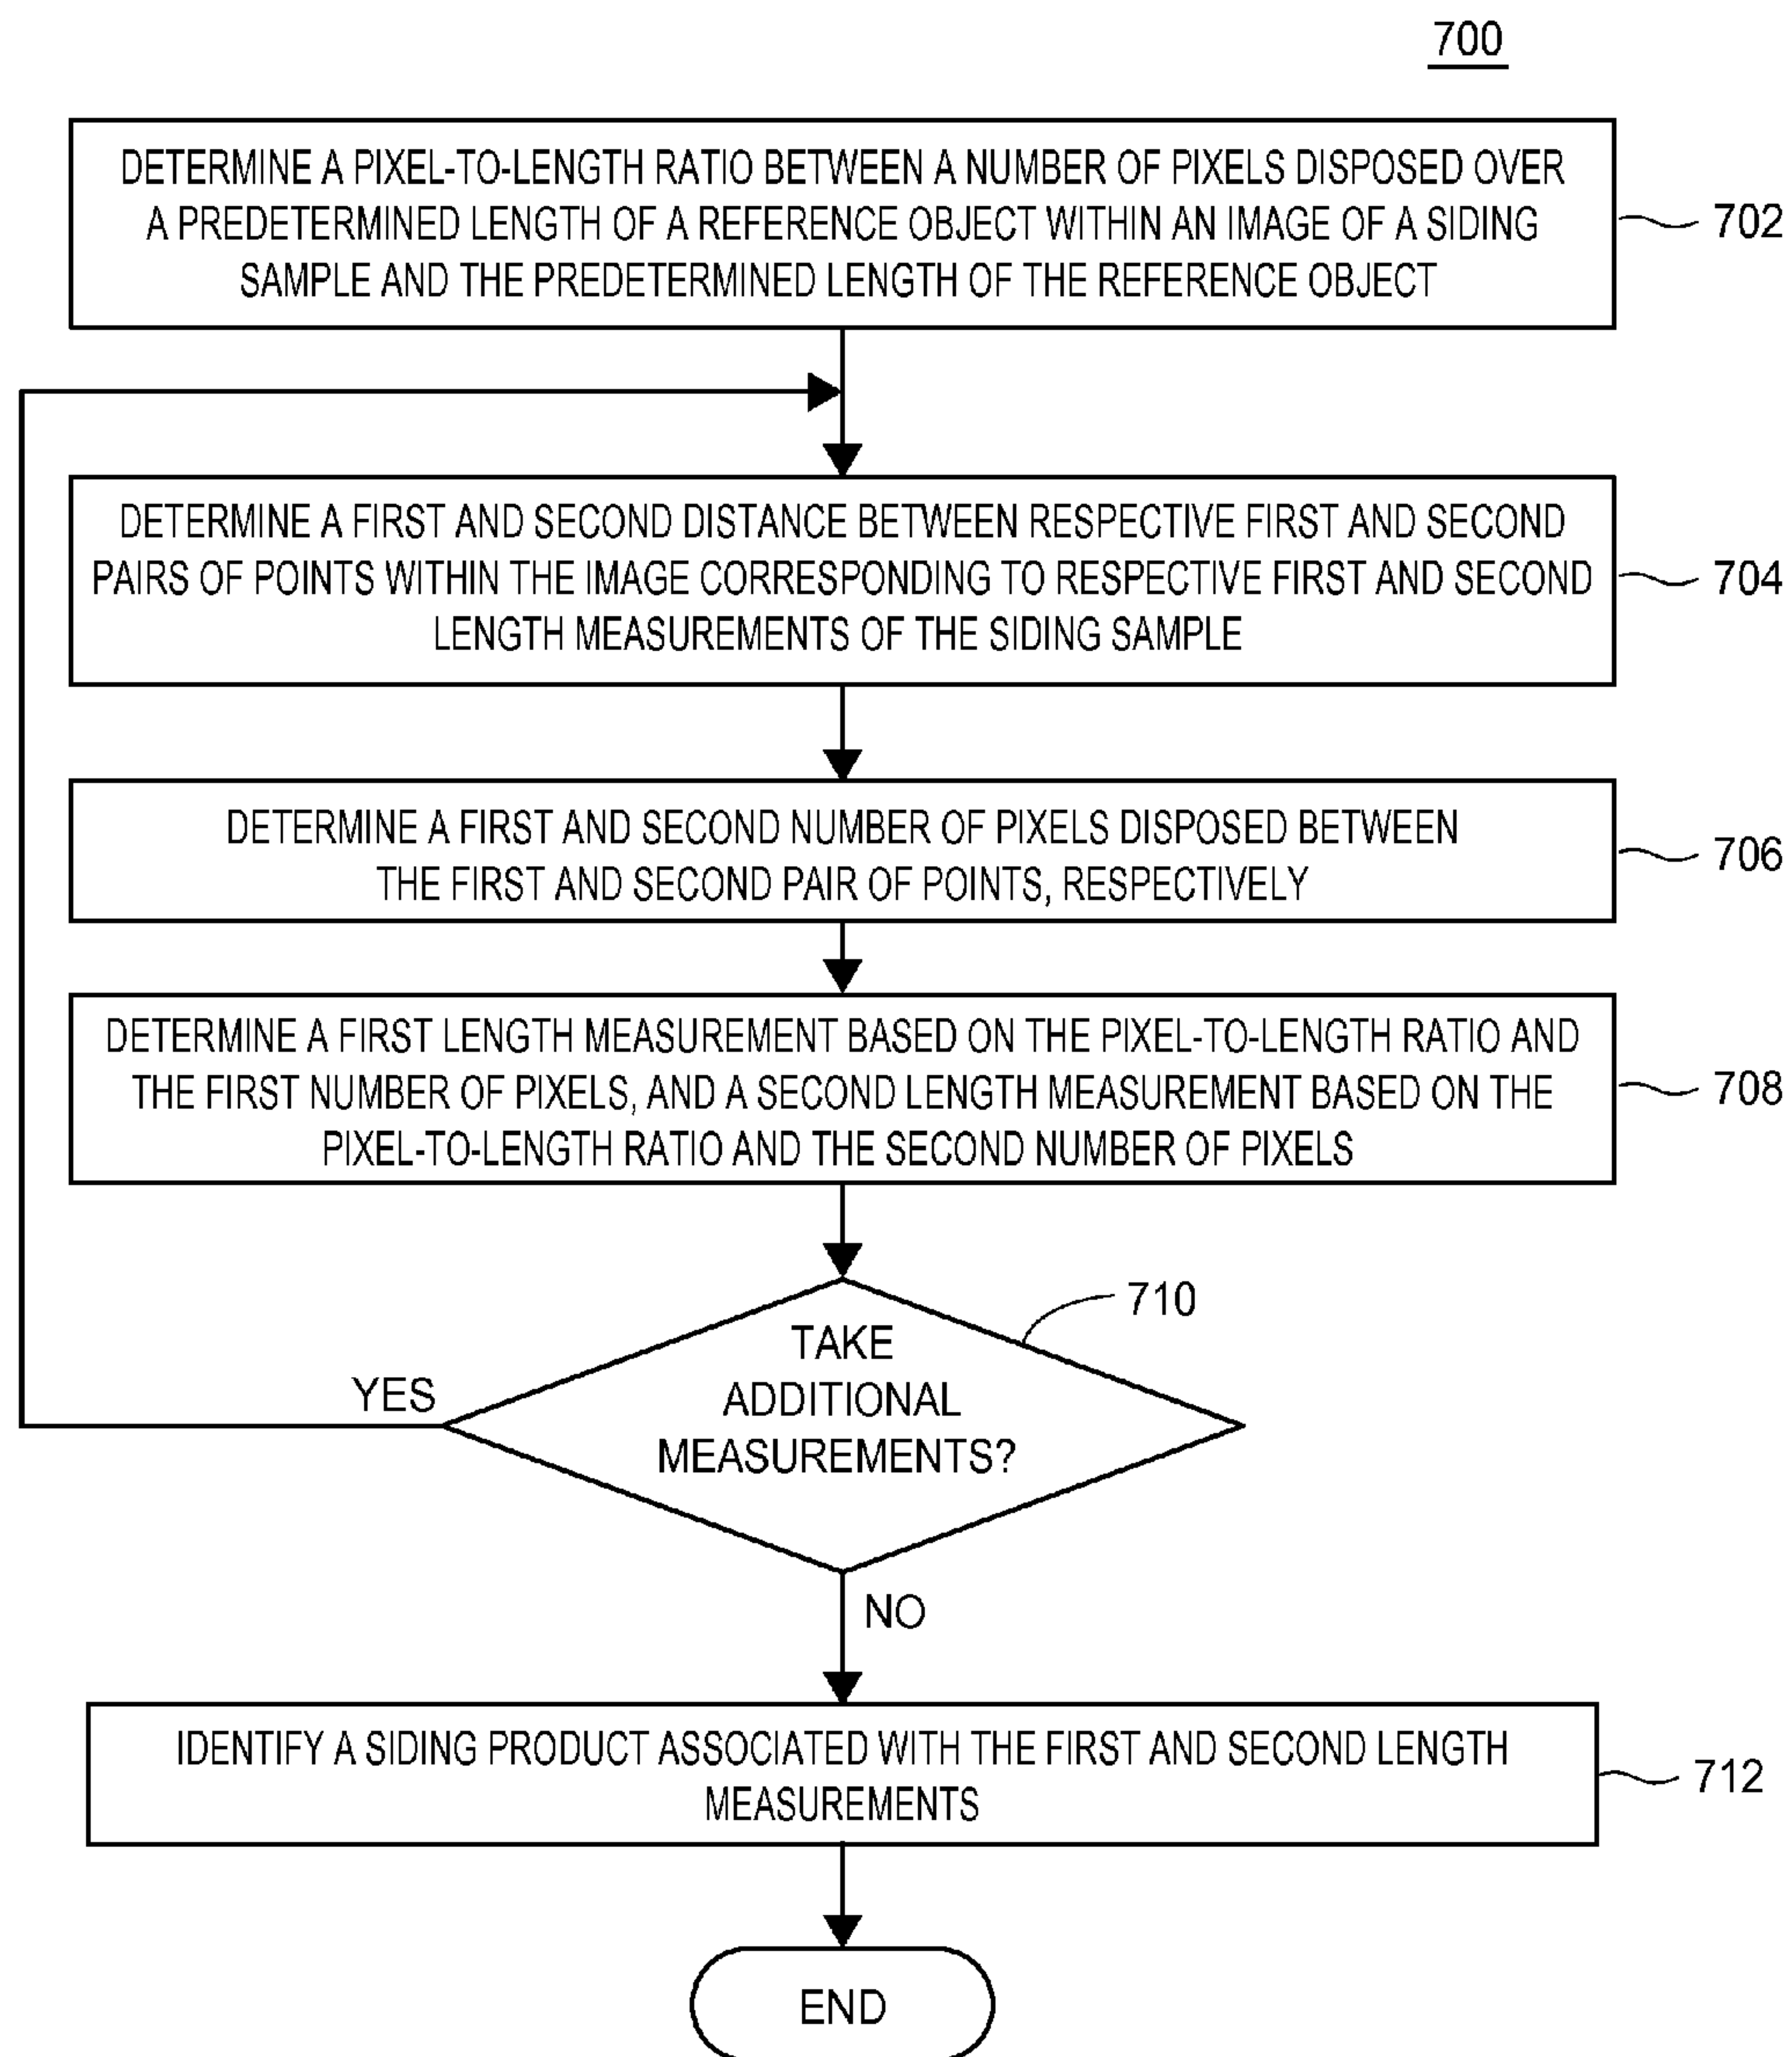 700
DETERMINE A PIXEL-TO-LENGTH RATIO BETWEEN A NUMBER OF PIXELS DISPOSED OVER
A PREDETERMINED LENGTH OF A REFERENCE OBJECT WITHIN AN IMAGE OF A SIDING
SAMPLE AND THE PREDETERMINED LENGTH OF THE REFERENCE OBJECT
702
DETERMINE A FIRST AND SECOND DISTANCE BETWEEN RESPECTIVE FIRST AND SECOND
PAIRS OF POINTS WITHIN THE IMAGE CORRESPONDING TO RESPECTIVE FIRST AND SECOND
LENGTH MEASUREMENTS OF THE SIDING SAMPLE
704
DETERMINE A FIRST AND SECOND NUMBER OF PIXELS DISPOSED BETWEEN
THE FIRST AND SECOND PAIR OF POINTS, RESPECTIVELY
706
DETERMINE A FIRST LENGTH MEASUREMENT BASED ON THE PIXEL-TO-LENGTH RATIO AND
THE FIRST NUMBER OF PIXELS, AND A SECOND LENGTH MEASUREMENT BASED ON THE
PIXEL-TO-LENGTH RATIO AND THE SECOND NUMBER OF PIXELS
708
710
TAKE
ADDITIONAL
MEASUREMENTS?
YES
NO
IDENTIFY A SIDING PRODUCT ASSOCIATED WITH THE FIRST AND SECOND LENGTH
MEASUREMENTS
712
END